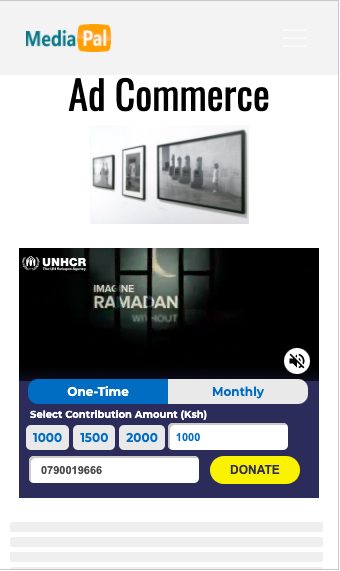 Media Pal
Ad Commerce
UNHCR
The UN Refugee Agency
IMAGINE
RAMADAN
WITHOUT
One-Time Monthly
Select Contribution Amount (Ksh)
1000 1500 2000 1000
0790019666 DONATE